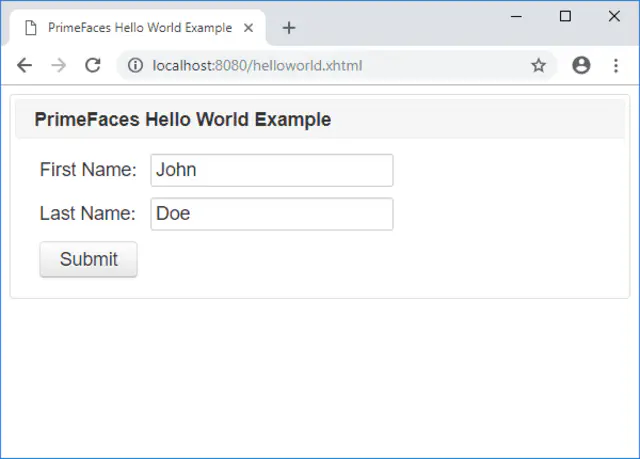 PrimeFaces Hello World Example
localhost:8080/helloworld.xhtml
PrimeFaces Hello World Example
First Name: John
Last Name: Doe
Submit